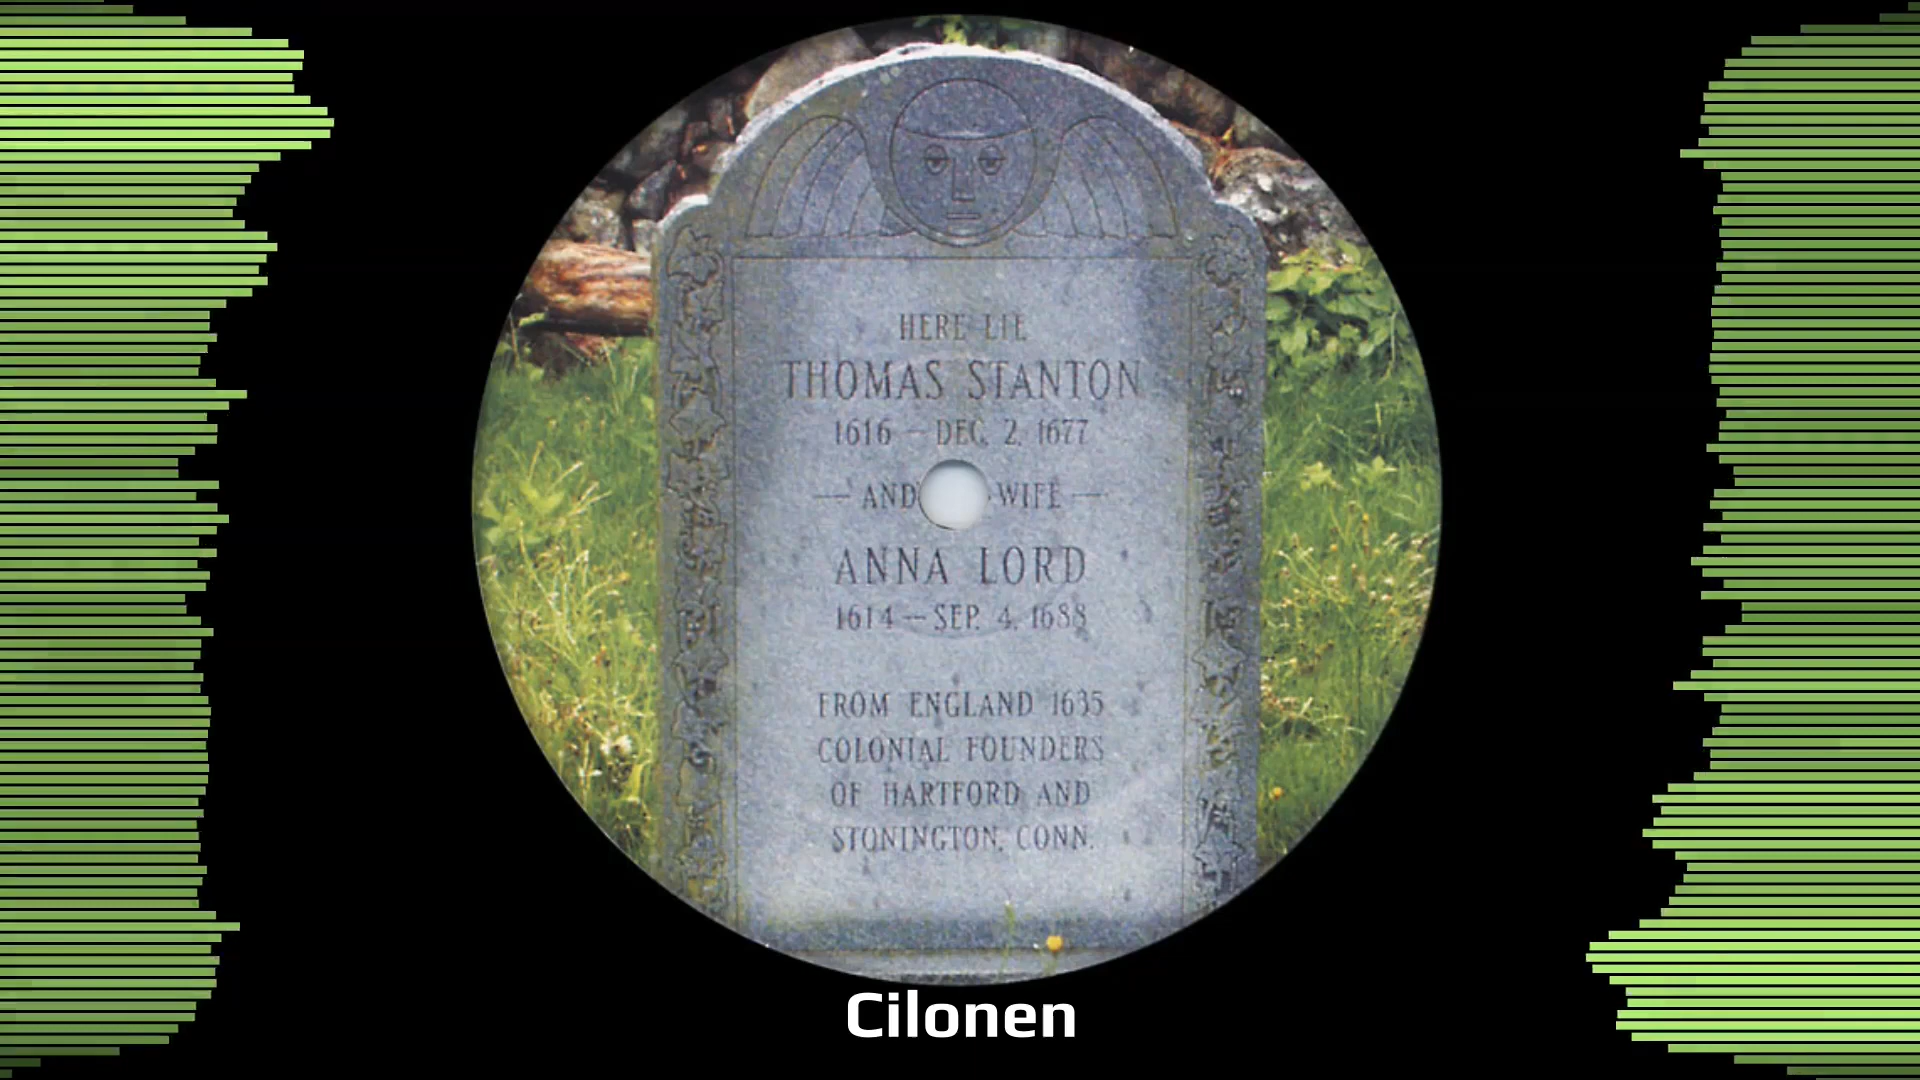 HERE LIE
THOMAS STANTON
1616 — DEC. 2, 1677
— AND WIFE —
ANNA LORD
1614 — SEP. 4, 1688
FROM ENGLAND 1635
COLONIAL FOUNDERS
OF HARTFORD AND
STONINGTON, CONN.
Cilonen